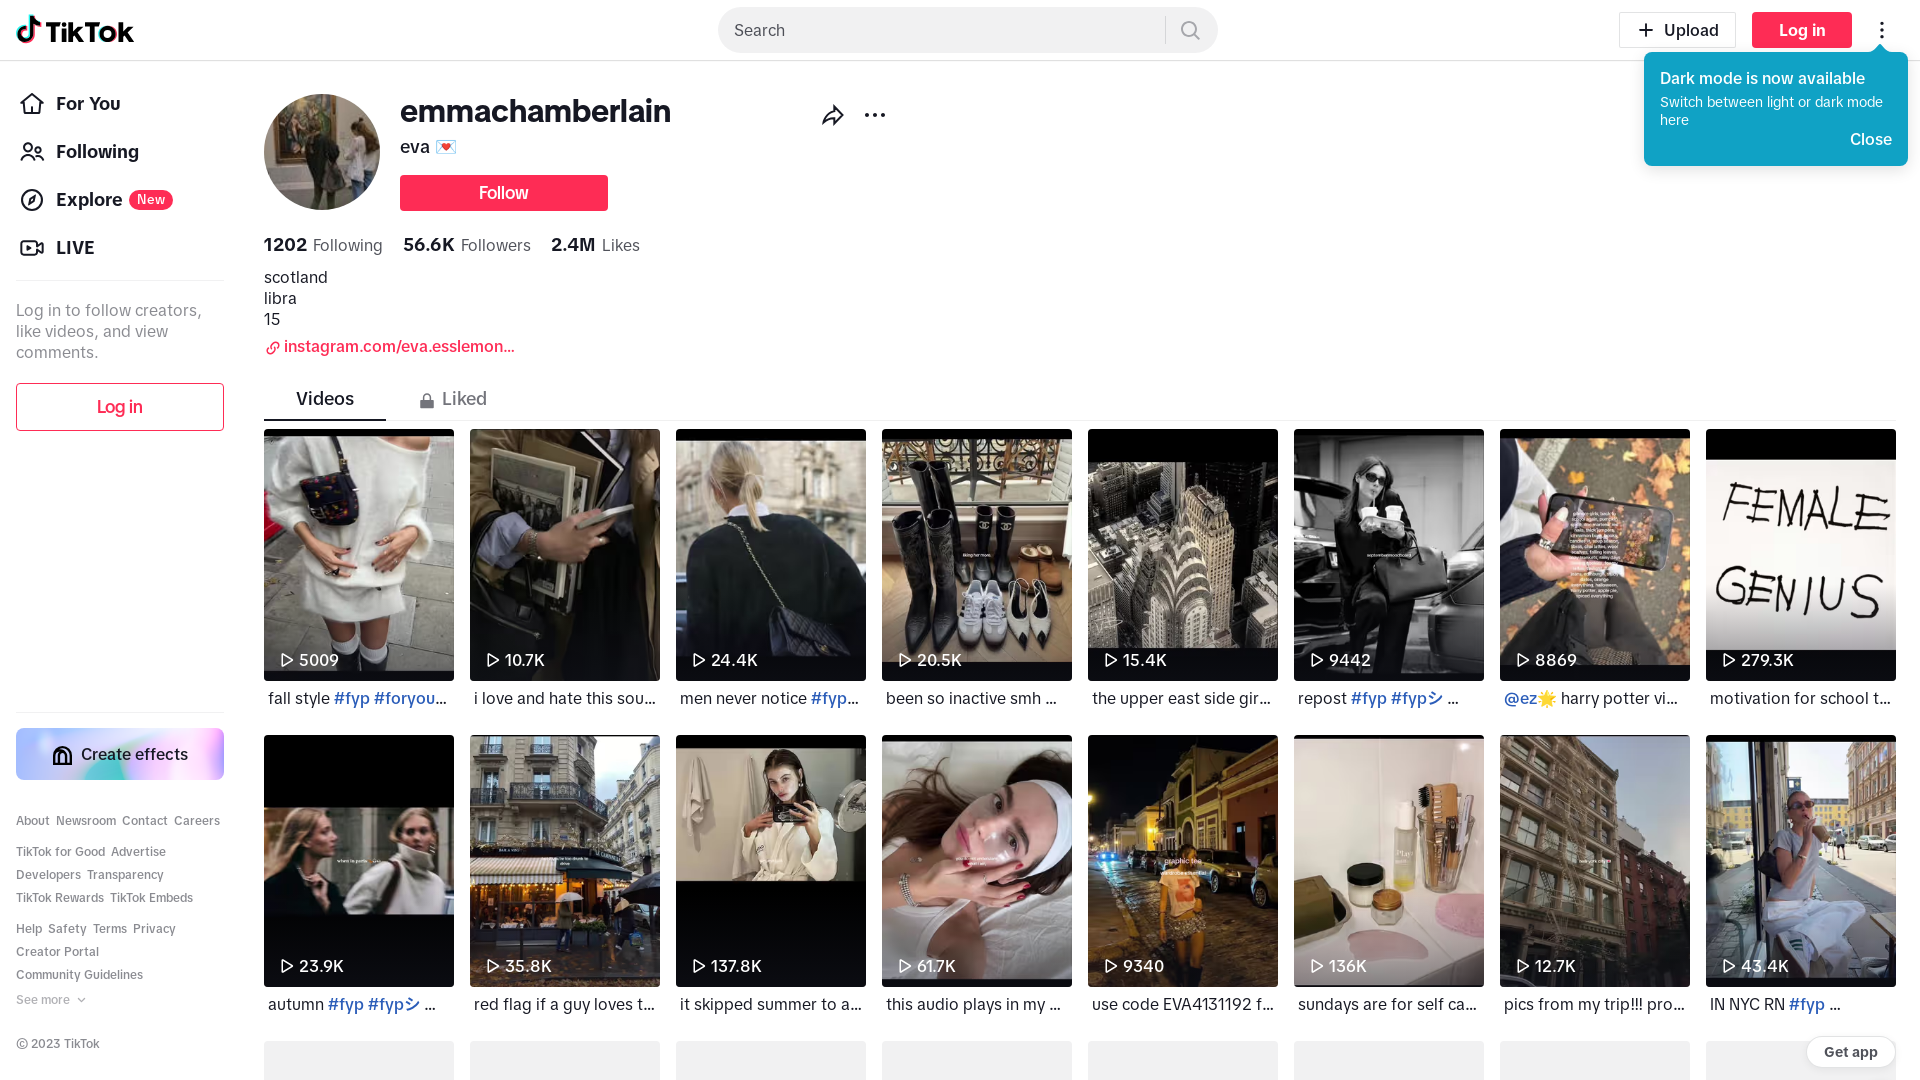 TikTok
Search
Upload
Log in
Dark mode is now available
Switch between light or dark mode
here
Close
For You
Following
Explore New
LIVE
Log in to follow creators,
like videos, and view
comments.
Log in
Create effects
About Newsroom Contact Careers
TikTok for Good Advertise
Developers Transparency
TikTok Rewards TikTok Embeds
Help Safety Terms Privacy
Creator Portal
Community Guidelines
See more
© 2023 TikTok
emmachamberlain
eva 💌
Follow
1202 Following 56.6K Followers 2.4M Likes
scotland
libra
15
instagram.com/eva.esslemon...
Videos
Liked
5009
10.7K
24.4K
20.5K
15.4K
9442
8869
FEMALE
GENIUS
279.3K
fall style #fyp #foryou...
i love and hate this sou...
men never notice #fyp...
been so inactive smh ...
the upper east side gir...
repost #fyp #fypシ ...
@ez🌟 harry potter vi...
motivation for school t...
23.9K
35.8K
137.8K
61.7K
graphic tee
9340
136K
12.7K
43.4K
autumn #fyp #fypシ ...
red flag if a guy loves t...
it skipped summer to a...
this audio plays in my ...
use code EVA4131192 f...
sundays are for self ca...
pics from my trip!!! pro...
IN NYC RN #fyp ...
Get app